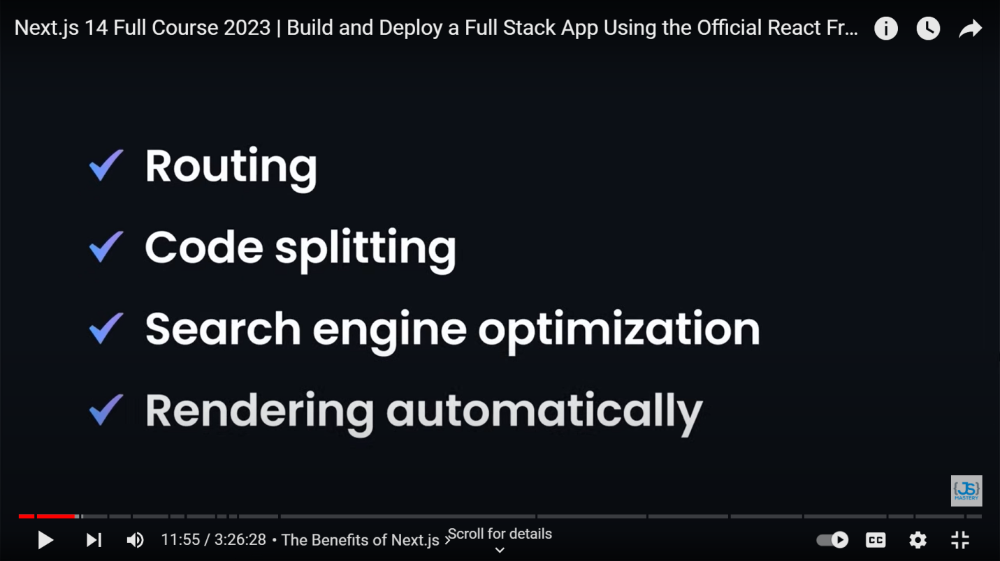 Next.js 14 Full Course 2023 | Build and Deploy a Full Stack App Using the Official React Fr...
Routing
Code splitting
Search engine optimization
Rendering automatically
{JS}
MASTERY
11:55 / 3:26:28 • The Benefits of Next.js >
Scroll for details
CC